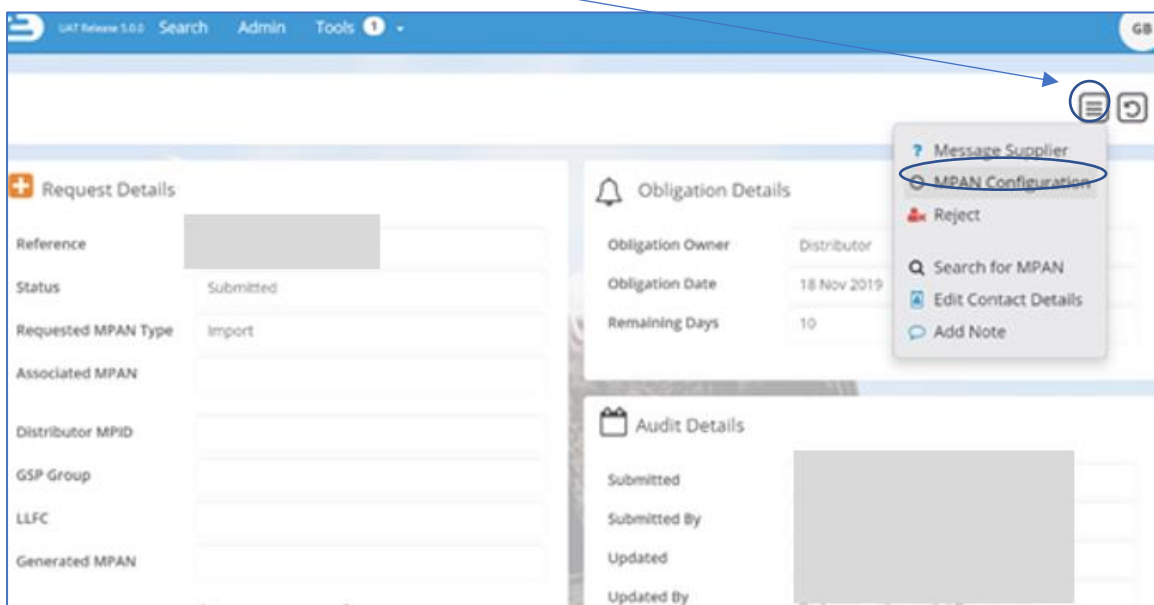 UAT Release 5.0.0 Search Admin Tools 1
GB
Message Supplier
MPAN Configuration
Reject
Search for MPAN
Edit Contact Details
Add Note
Request Details
Reference
Status Submitted
Requested MPAN Type Import
Associated MPAN
Distributor MPID
GSP Group
LLFC
Generated MPAN
Obligation Details
Obligation Owner Distributor
Obligation Date 18 Nov 2019
Remaining Days 10
Audit Details
Submitted
Submitted By
Updated
Updated By